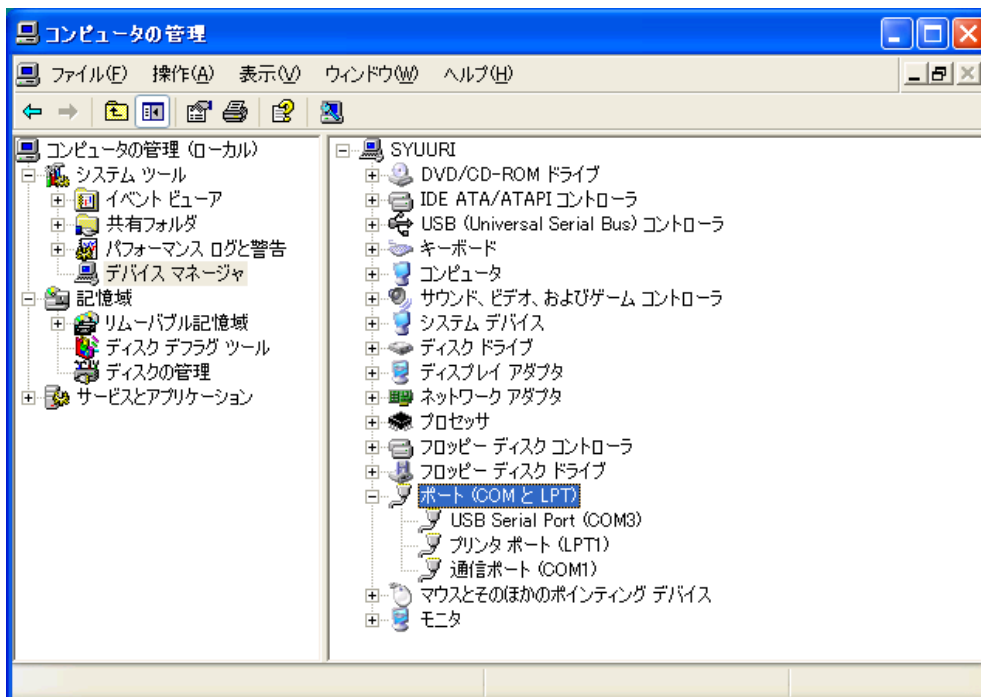 コンピュータの管理
ファイル(F) 操作(A) 表示(V) ウィンドウ(W) ヘルプ(H)
コンピュータの管理 (ローカル)
システム ツール
イベント ビューア
共有フォルダ
パフォーマンス ログと警告
デバイス マネージャ
記憶域
リムーバブル記憶域
ディスク デフラグ ツール
ディスクの管理
サービスとアプリケーション
SYUURI
DVD/CD-ROM ドライブ
IDE ATA/ATAPI コントローラ
USB (Universal Serial Bus) コントローラ
キーボード
コンピュータ
サウンド、ビデオ、およびゲーム コントローラ
システム デバイス
ディスク ドライブ
ディスプレイ アダプタ
ネットワーク アダプタ
プロセッサ
フロッピー ディスク コントローラ
フロッピー ディスク ドライブ
ポート (COM と LPT)
USB Serial Port (COM3)
プリンタ ポート (LPT1)
通信ポート (COM1)
マウスとそのほかのポインティング デバイス
モニタ